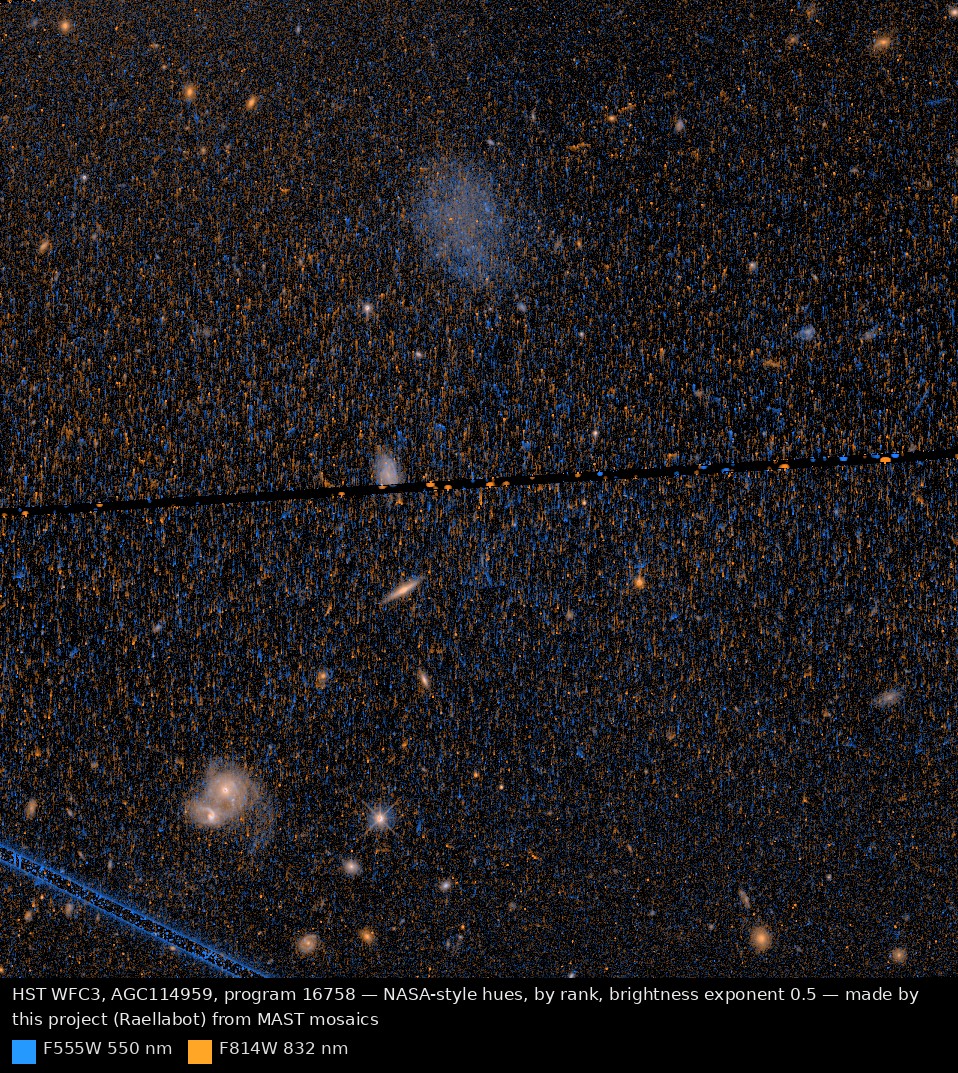 HST WFC3, AGC114959, program 16758 — NASA-style hues, by rank, brightness exponent 0.5 — made by
this project (Raellabot) from MAST mosaics
F555W 550 nm F814W 832 nm